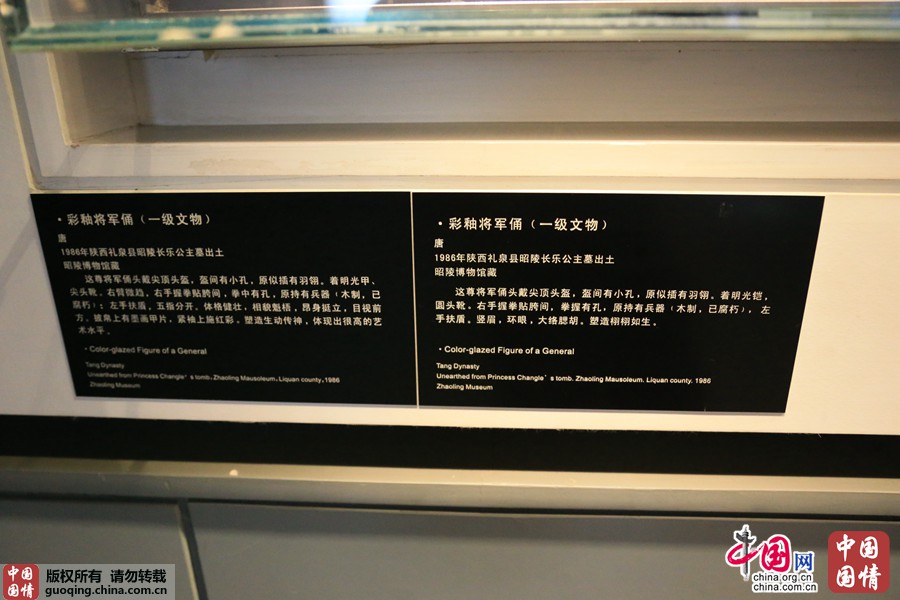 · 彩釉将军俑（一级文物）
唐
1986年陕西礼泉县昭陵长乐公主墓出土
昭陵博物馆藏
这尊将军俑头戴尖顶头盔，盔间有小孔，原似插有羽翎。着明光甲、
尖头靴。右臂微趋，右手握拳贴胯间，拳中有孔，原持有兵器（木制，已
腐朽）；左手扶盾，五指分开。体格健壮，相貌魁梧，昂身挺立，目视前
方。披帛上有墨画甲片，紧袖上施红彩。塑造生动传神，体现出很高的艺
术水平。
· Color-glazed Figure of a General
Tang Dynasty
Unearthed from Princess Changle' s tomb, Zhaoling Mausoleum, Liquan county, 1986
Zhaoling Museum
· 彩釉将军俑（一级文物）
唐
1986年陕西礼泉县昭陵长乐公主墓出土
昭陵博物馆藏
这尊将军俑头戴尖顶头盔，盔间有小孔，原似插有羽翎。着明光铠，
圆头靴。右手握拳贴胯间，拳握有孔，原持有兵器（木制，已腐朽），左
手扶盾。竖眉，环眼，大络腮胡。塑造栩栩如生。
· Color-glazed Figure of a General
Tang Dynasty
Unearthed from Princess Changle' s tomb. Zhaoling Mausoleum. Liquan county. 1986
Zhaoling Museum
中国国情
版权所有 请勿转载
guoqing.china.com.cn
中国网
china.org.cn
china.com.cn
中国国情